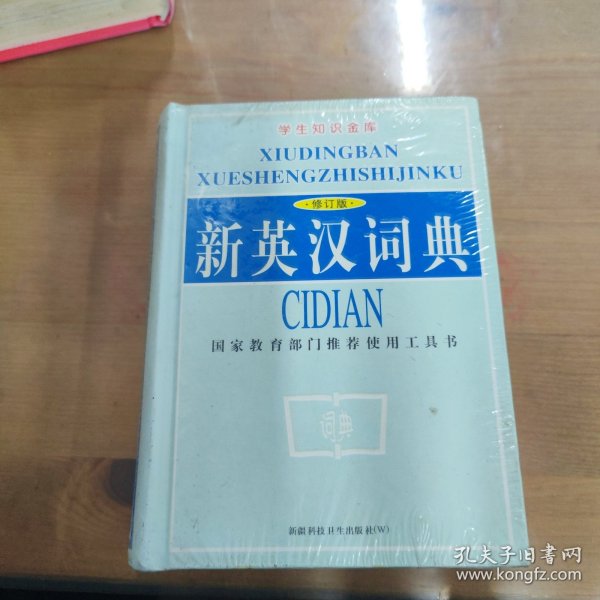 学生知识金库
XIUDINGBAN
XUESHENGZHISHIJINKU
·修订版·
新英汉词典
CIDIAN
国家教育部门推荐使用工具书
词典
新疆科技卫生出版社(W)
孔夫子旧书网
www.kongfz.com